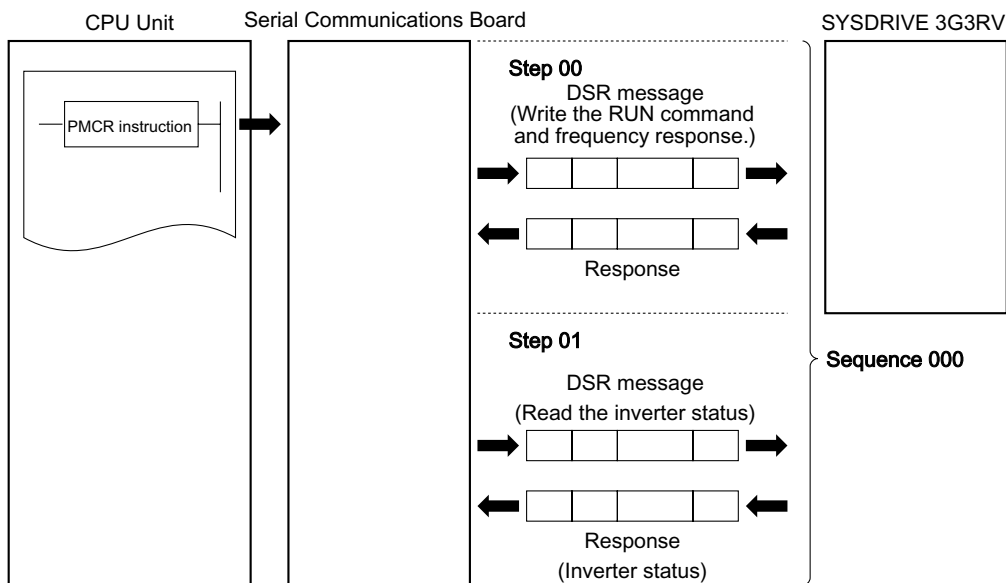 CPU Unit
Serial Communications Board
SYSDRIVE 3G3RV
PMCR instruction
Step 00
DSR message
(Write the RUN command
and frequency response.)
Response
Step 01
DSR message
(Read the inverter status)
Response
(Inverter status)
Sequence 000